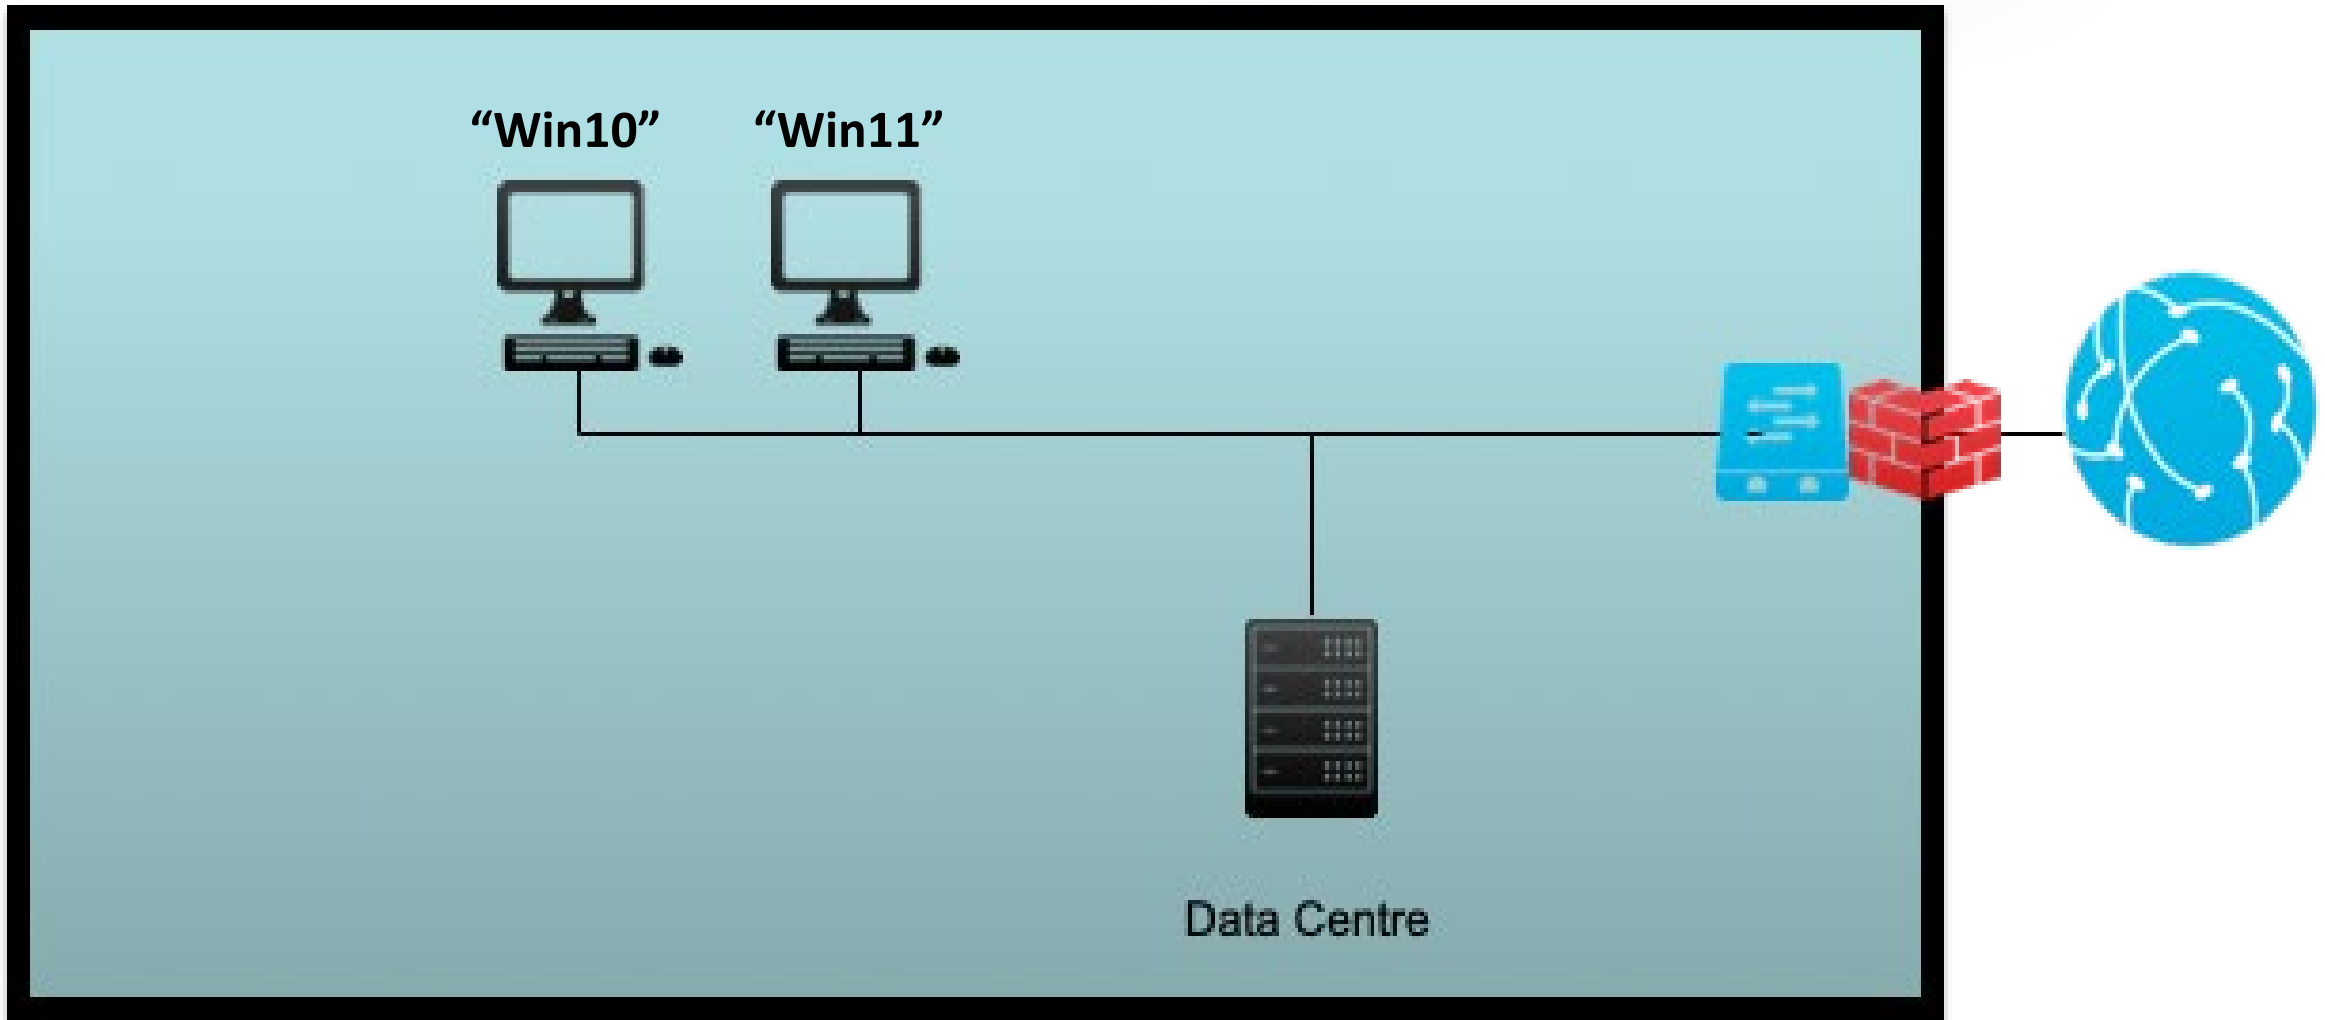 “Win10”
“Win11”
Data Centre